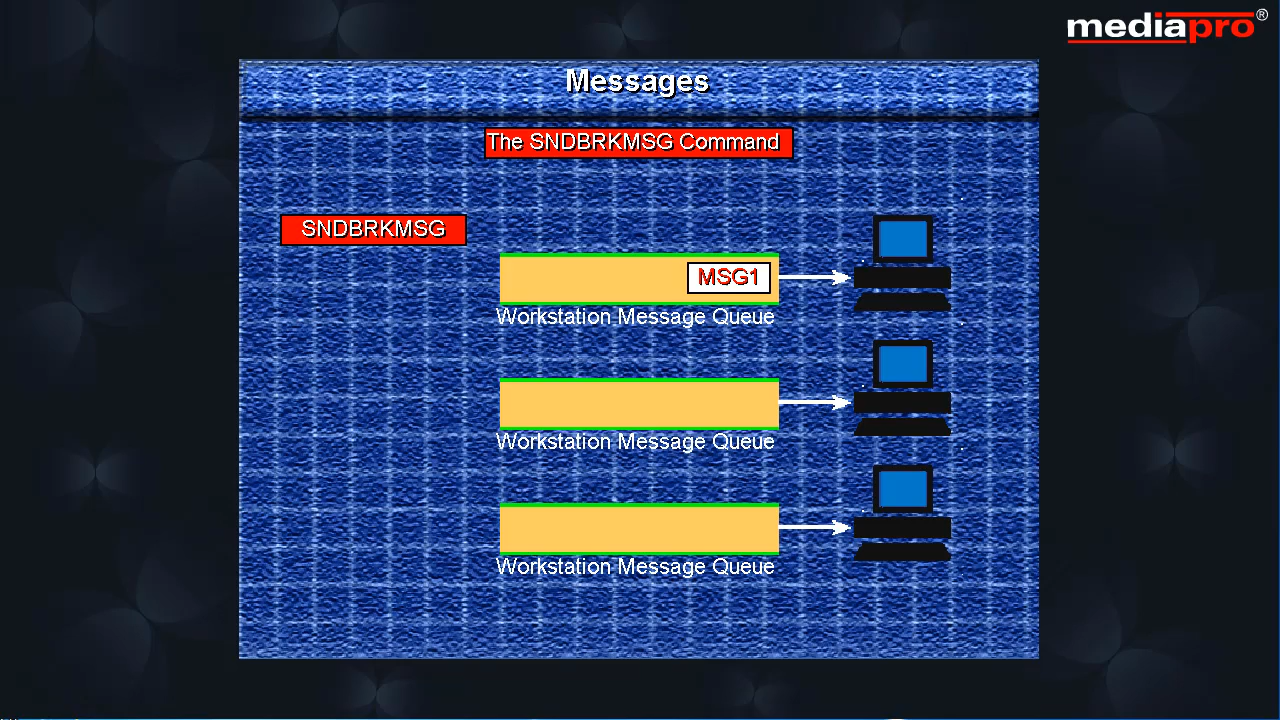 mediapro®
Messages
The SNDBRKMSG Command
SNDBRKMSG
MSG1
Workstation Message Queue
Workstation Message Queue
Workstation Message Queue